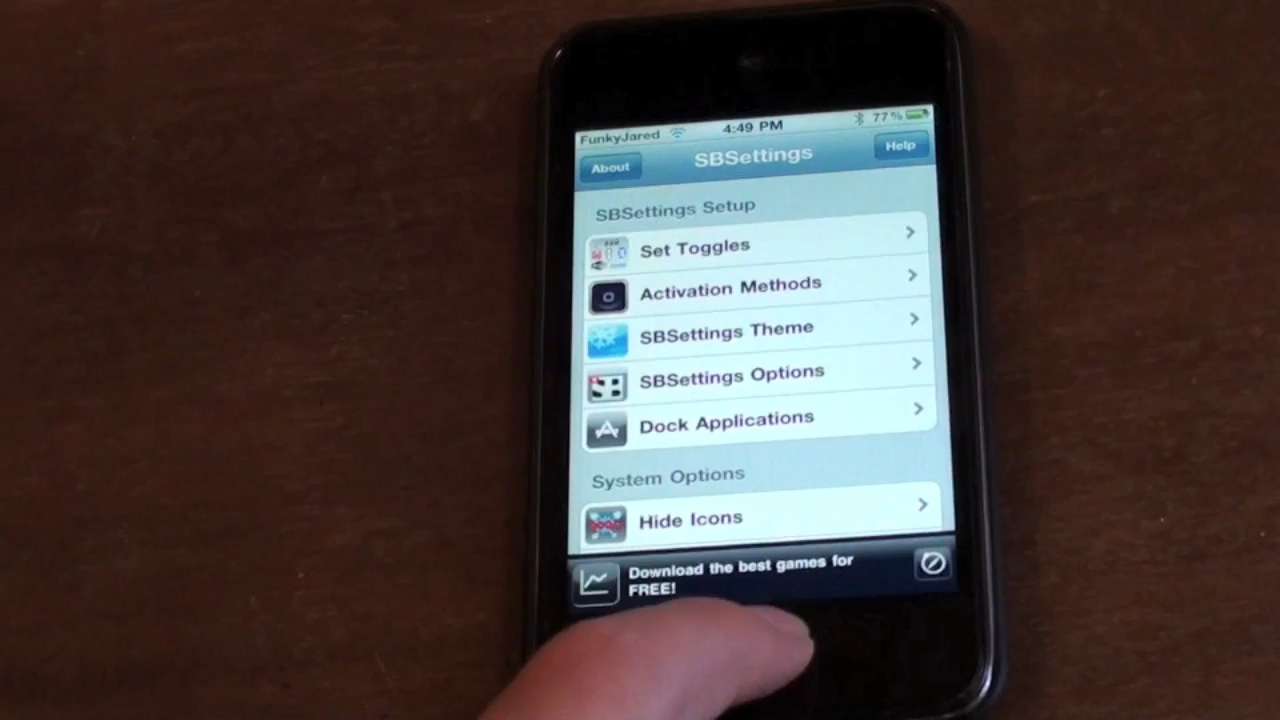 FunkyJared 4:49 PM 77%
About SBSettings Help
SBSettings Setup
Set Toggles
Activation Methods
SBSettings Theme
SBSettings Options
Dock Applications
System Options
Hide Icons
Download the best games for
FREE!